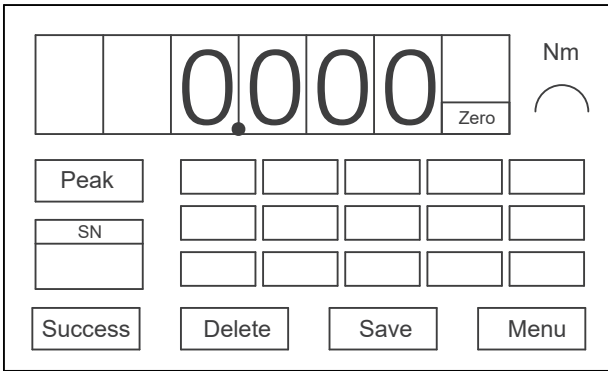 0.000
Nm
Zero
Peak
SN
Success
Delete
Save
Menu